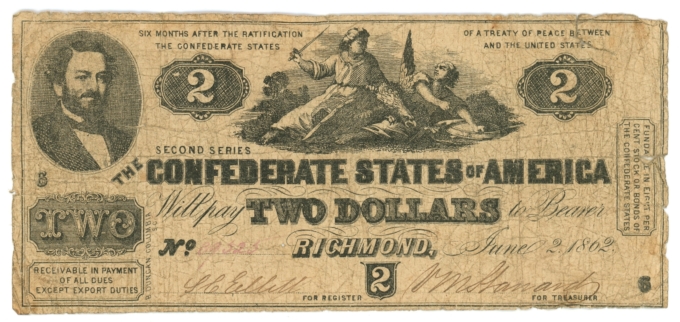 SIX MONTHS AFTER THE RATIFICATION
OF A TREATY OF PEACE BETWEEN
THE CONFEDERATE STATES
AND THE UNITED STATES
2
2
SECOND SERIES
THE CONFEDERATE STATES OF AMERICA
Will pay TWO DOLLARS to Bearer
TWO
No
RICHMOND, June 2, 1862
RECEIVABLE IN PAYMENT
OF ALL DUES
EXCEPT EXPORT DUTIES
B. DUNCAN, COLUMBIA
2
FOR REGISTER
FOR TREASURER
IN EIGHT PER
CENT STOCK OR BONDS OF
THE CONFEDERATE STATES